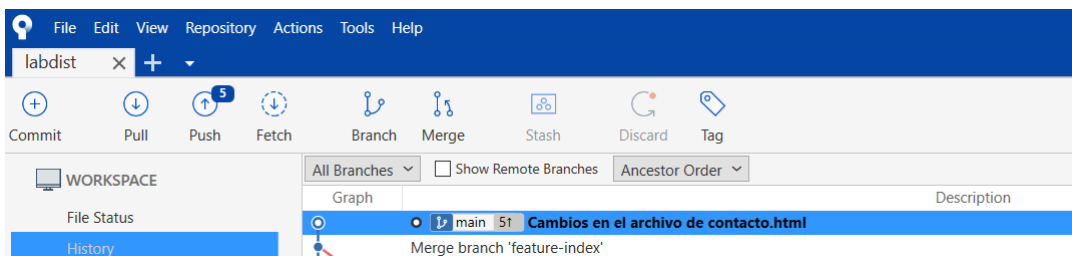 File Edit View Repository Actions Tools Help
labdist
5
Commit Pull Push Fetch Branch Merge Stash Discard Tag
WORKSPACE
All Branches Show Remote Branches Ancestor Order
Graph Description
File Status
main 5↑ Cambios en el archivo de contacto.html
History
Merge branch 'feature-index'